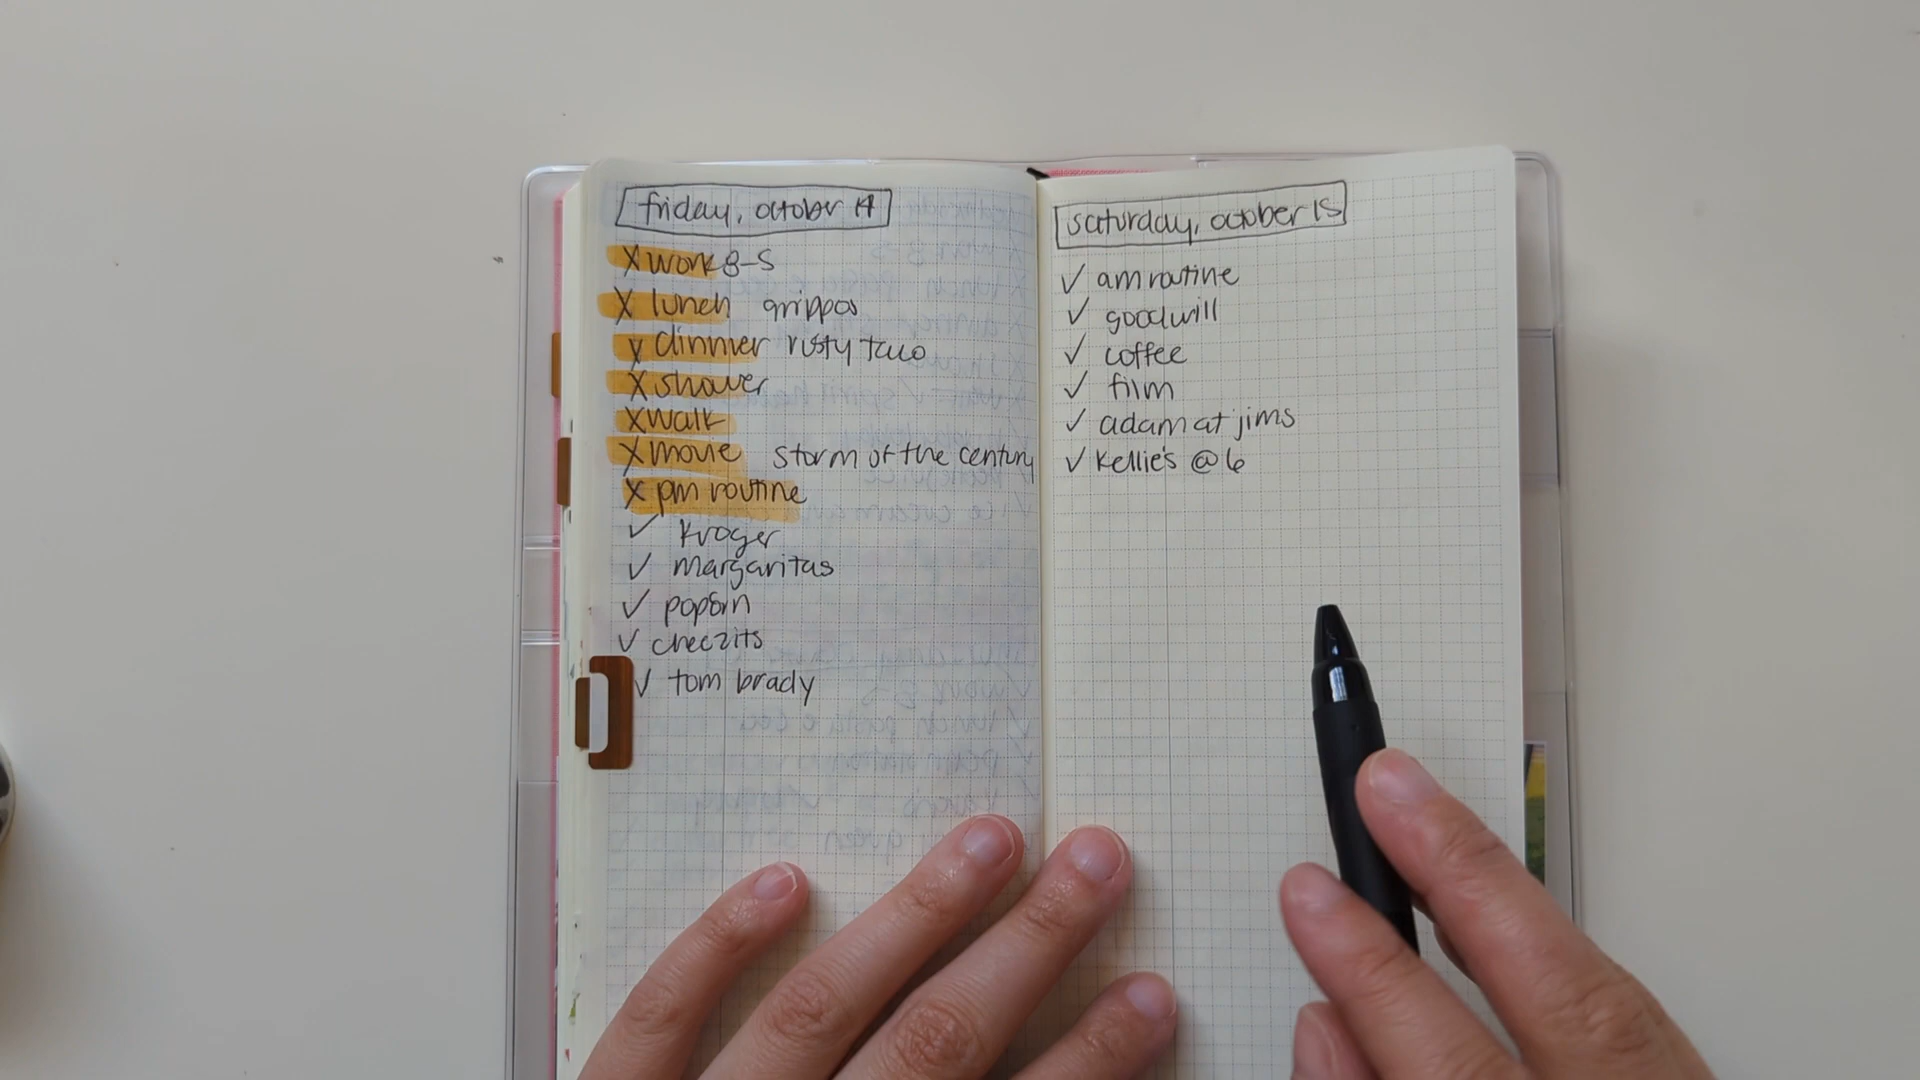 friday, october 14
X work 8-5
X lunch grippos
X dinner rusty taco
X shower
X walk
X movie storm of the century
X pm routine
✓ kroger
✓ margaritas
✓ popcorn
✓ cheezits
✓ tom brady
saturday, october 15
✓ am routine
✓ goodwill
✓ coffee
✓ film
✓ adam at jims
✓ kellie's @ 6